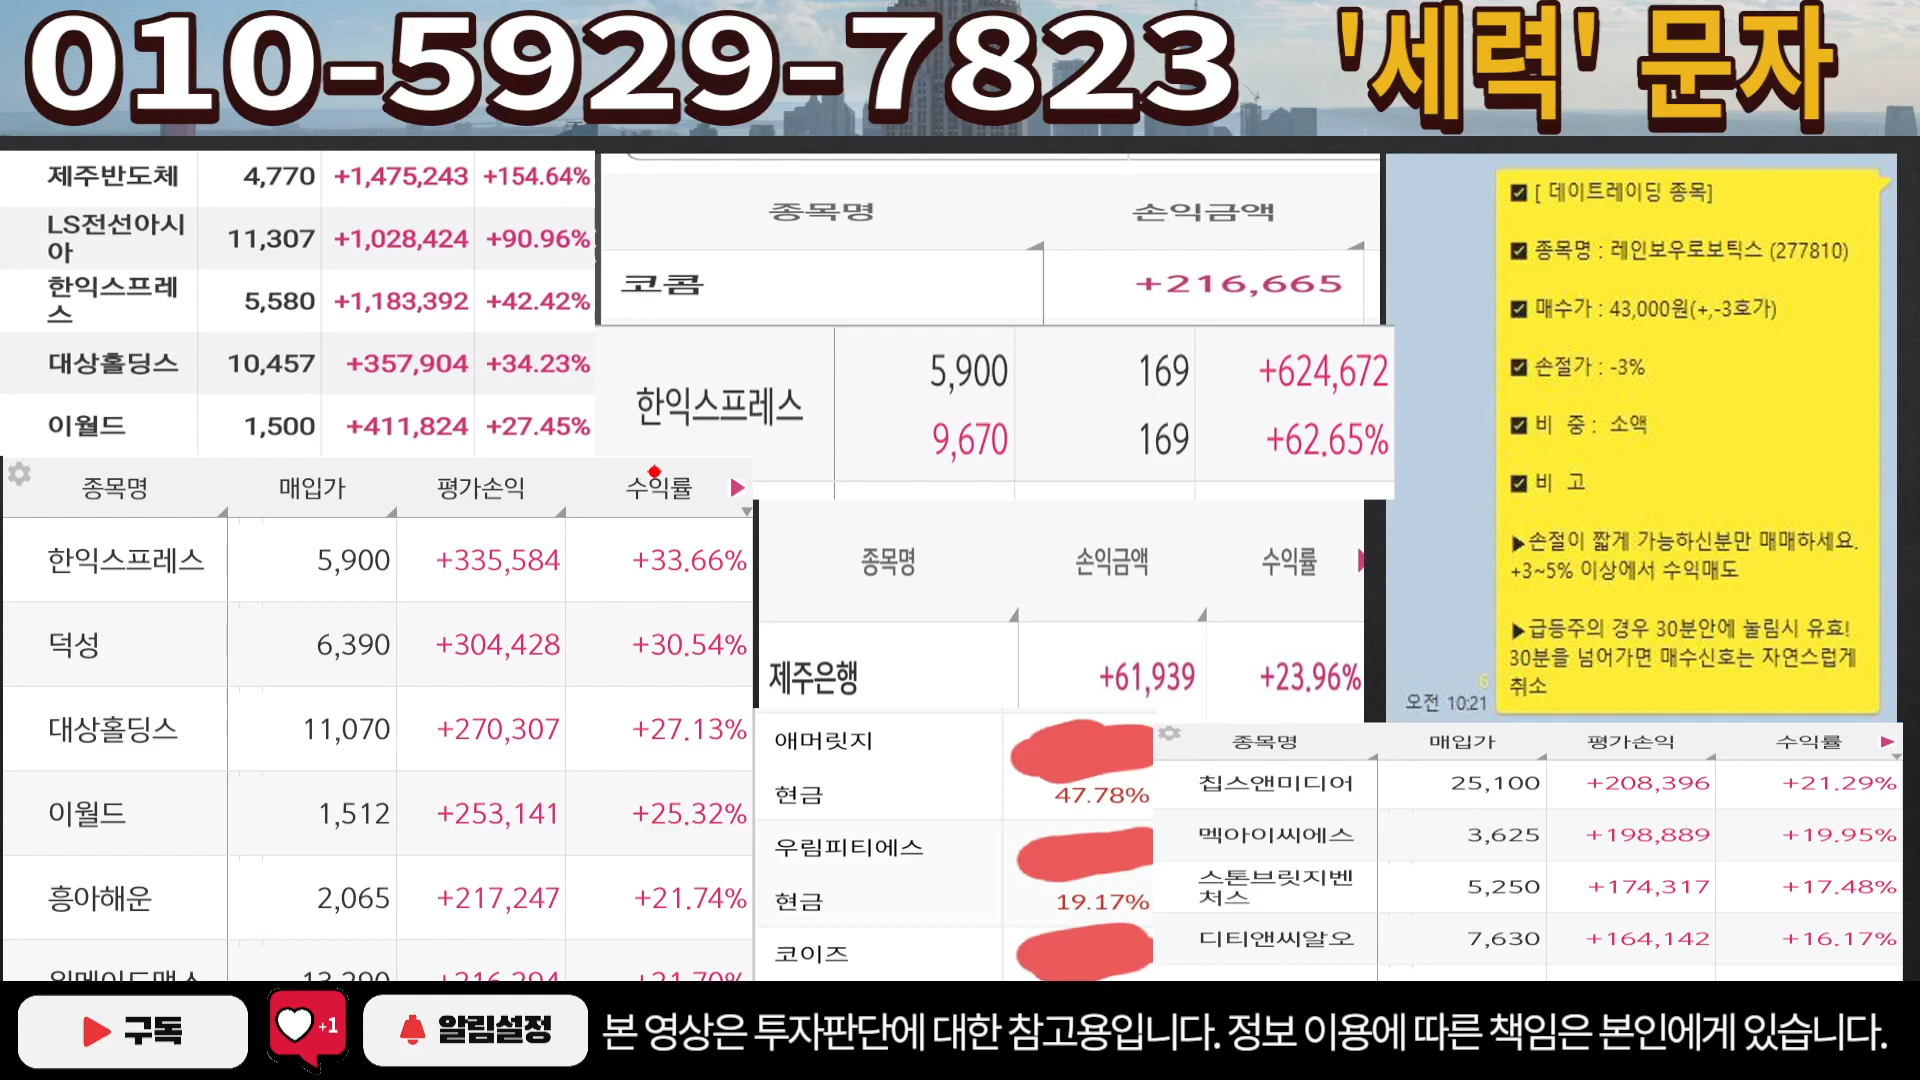 010-5929-7823 '세력' 문자
제주반도체 4,770 +1,475,243 +154.64%
LS전선아시아 11,307 +1,028,424 +90.96%
한익스프레스 5,580 +1,183,392 +42.42%
대상홀딩스 10,457 +357,904 +34.23%
이월드 1,500 +411,824 +27.45%
종목명 손익금액
코콤 +216,665
한익스프레스
5,900 169 +624,672
9,670 169 +62.65%
[ 데이트레이딩 종목]
종목명 : 레인보우로보틱스 (277810)
매수가 : 43,000원(+,-3호가)
손절가 : -3%
비 중 : 소액
비 고
▶손절이 짧게 가능하신분만 매매하세요.
+3~5% 이상에서 수익매도
▶급등주의 경우 30분안에 눌림시 유효!
30분을 넘어가면 매수신호는 자연스럽게
취소
6
오전 10:21
종목명 매입가 평가손익 수익률
한익스프레스 5,900 +335,584 +33.66%
덕성 6,390 +304,428 +30.54%
대상홀딩스 11,070 +270,307 +27.13%
이월드 1,512 +253,141 +25.32%
흥아해운 2,065 +217,247 +21.74%
종목명 손익금액 수익률
제주은행 +61,939 +23.96%
애머릿지
현금 47.78%
우림피티에스
현금 19.17%
코이즈
종목명 매입가 평가손익 수익률
칩스앤미디어 25,100 +208,396 +21.29%
멕아이씨에스 3,625 +198,889 +19.95%
스톤브릿지벤처스 5,250 +174,317 +17.48%
디티앤씨알오 7,630 +164,142 +16.17%
구독 +1 알림설정 본 영상은 투자판단에 대한 참고용입니다. 정보 이용에 따른 책임은 본인에게 있습니다.